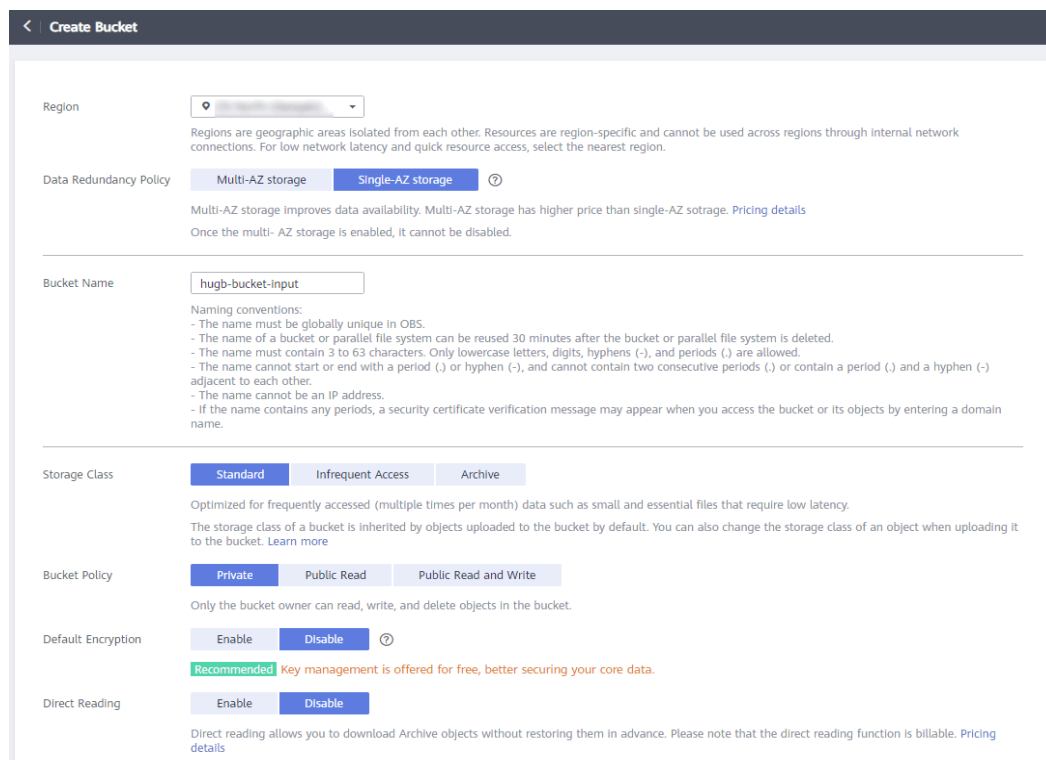 Create Bucket
Region
Regions are geographic areas isolated from each other. Resources are region-specific and cannot be used across regions through internal network
connections. For low network latency and quick resource access, select the nearest region.
Data Redundancy Policy Multi-AZ storage Single-AZ storage ?
Multi-AZ storage improves data availability. Multi-AZ storage has higher price than single-AZ sotrage. Pricing details
Once the multi- AZ storage is enabled, it cannot be disabled.
Bucket Name hugb-bucket-input
Naming conventions:
- The name must be globally unique in OBS.
- The name of a bucket or parallel file system can be reused 30 minutes after the bucket or parallel file system is deleted.
- The name must contain 3 to 63 characters. Only lowercase letters, digits, hyphens (-), and periods (.) are allowed.
- The name cannot start or end with a period (.) or hyphen (-), and cannot contain two consecutive periods (.) or contain a period (.) and a hyphen (-)
adjacent to each other.
- The name cannot be an IP address.
- If the name contains any periods, a security certificate verification message may appear when you access the bucket or its objects by entering a domain
name.
Storage Class Standard Infrequent Access Archive
Optimized for frequently accessed (multiple times per month) data such as small and essential files that require low latency.
The storage class of a bucket is inherited by objects uploaded to the bucket by default. You can also change the storage class of an object when uploading it
to the bucket. Learn more
Bucket Policy Private Public Read Public Read and Write
Only the bucket owner can read, write, and delete objects in the bucket.
Default Encryption Enable Disable ?
Recommended Key management is offered for free, better securing your core data.
Direct Reading Enable Disable
Direct reading allows you to download Archive objects without restoring them in advance. Please note that the direct reading function is billable. Pricing
details